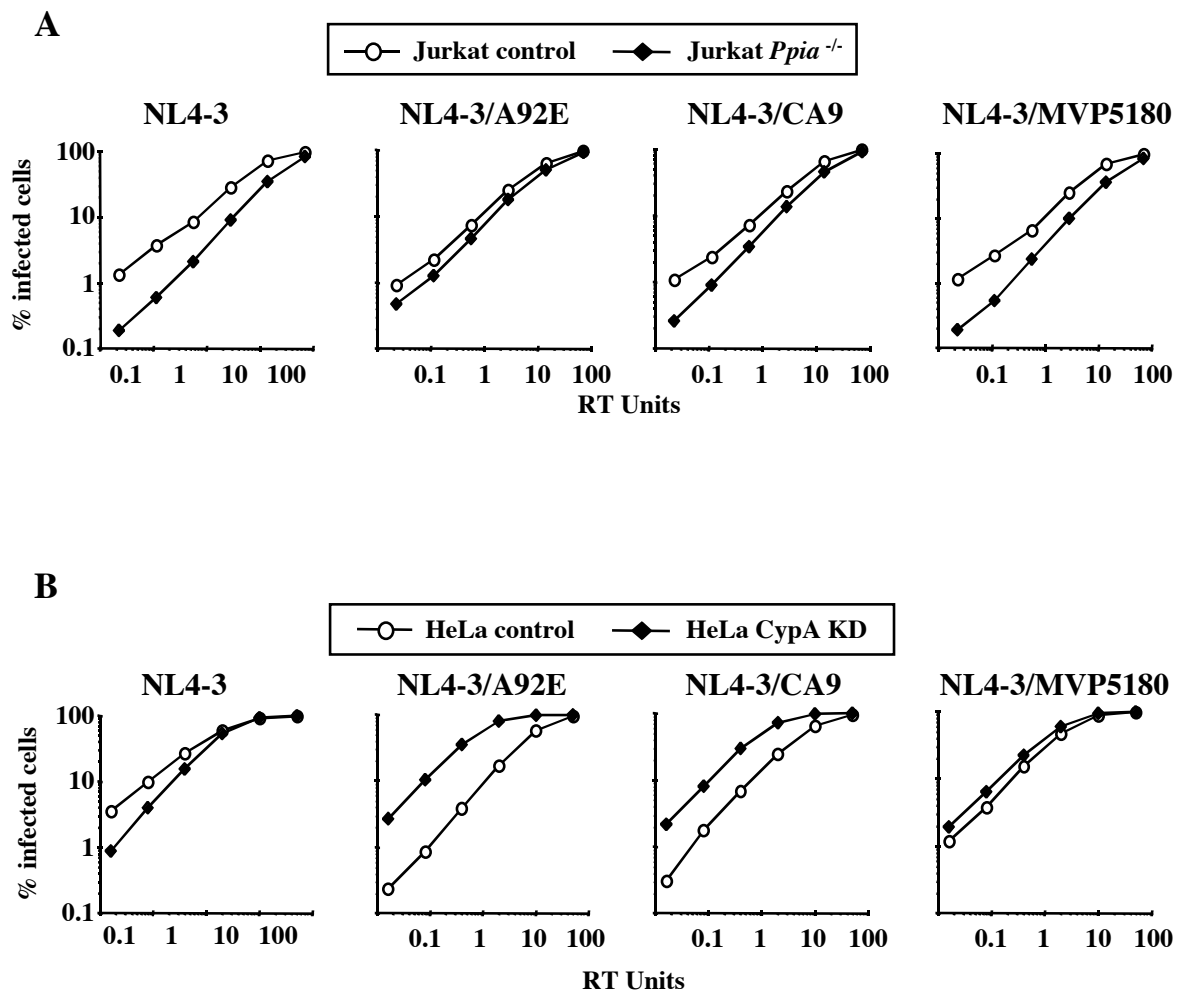 A
Jurkat control Jurkat Ppia -/-
NL4-3 NL4-3/A92E NL4-3/CA9 NL4-3/MVP5180
% infected cells
100
10
1
0.1
0.1 1 10 100 0.1 1 10 100 0.1 1 10 100 0.1 1 10 100
RT Units
B
HeLa control HeLa CypA KD
NL4-3 NL4-3/A92E NL4-3/CA9 NL4-3/MVP5180
% infected cells
100
10
1
0.1
0.1 1 10 100 0.1 1 10 100 0.1 1 10 100 0.1 1 10 100
RT Units